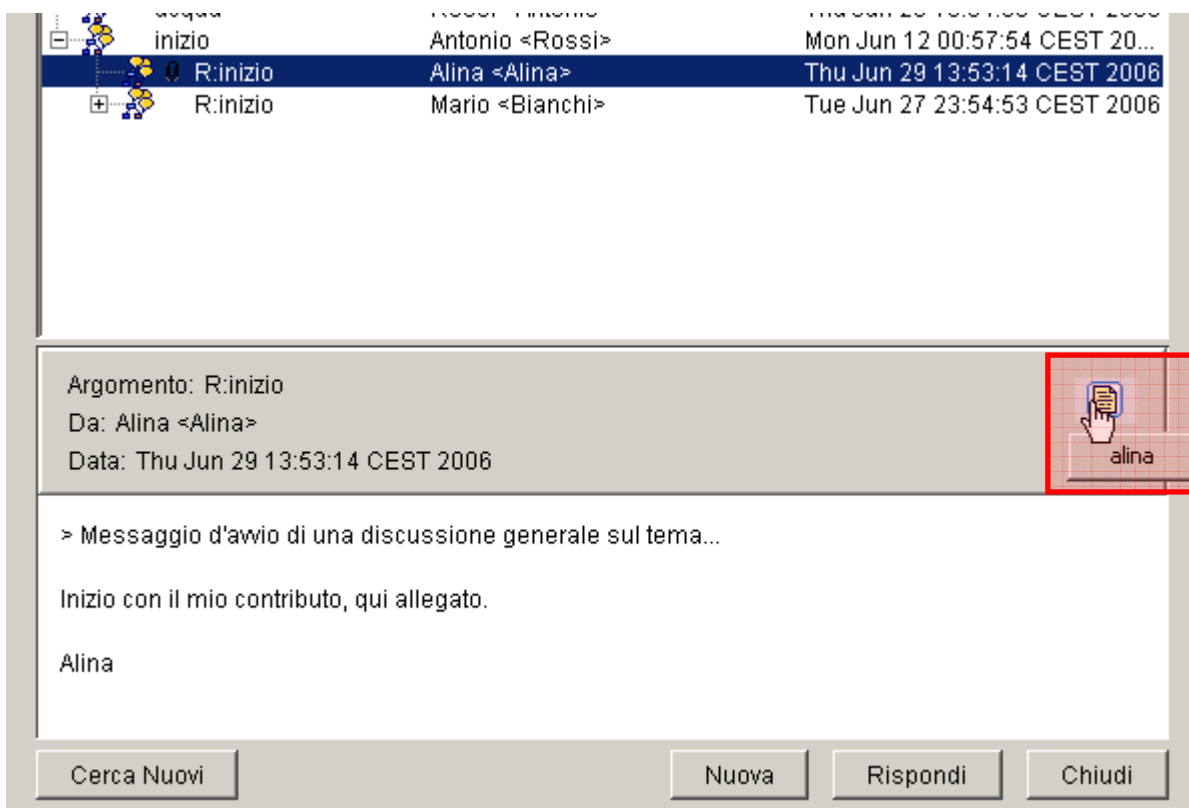 inizio Antonio <Rossi> Mon Jun 12 00:57:54 CEST 20...
R:inizio Alina <Alina> Thu Jun 29 13:53:14 CEST 2006
R:inizio Mario <Bianchi> Tue Jun 27 23:54:53 CEST 2006
Argomento: R:inizio
Da: Alina <Alina>
Data: Thu Jun 29 13:53:14 CEST 2006
alina
> Messaggio d'avvio di una discussione generale sul tema...
Inizio con il mio contributo, qui allegato.
Alina
Cerca Nuovi Nuova Rispondi Chiudi